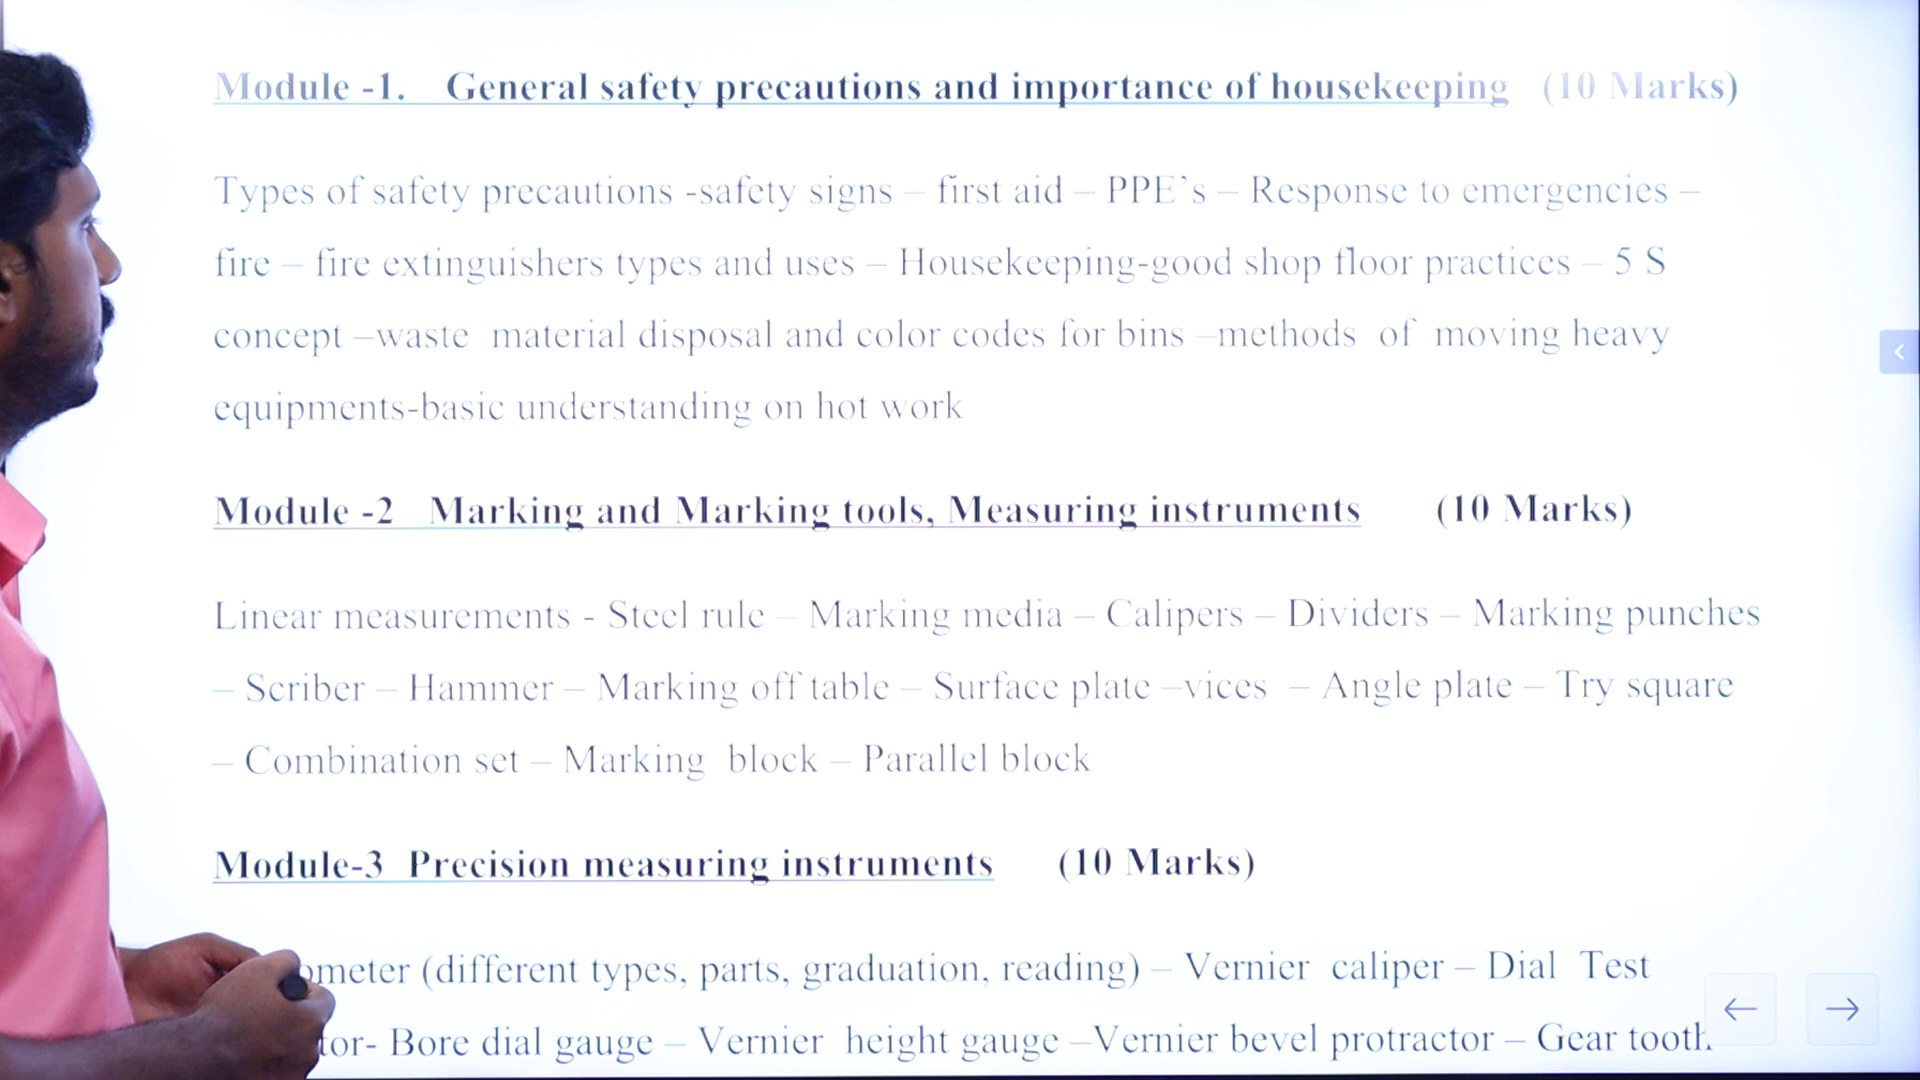 Module -1. General safety precautions and importance of housekeeping (10 Marks)
Types of safety precautions -safety signs – first aid – PPE's – Response to emergencies –
fire – fire extinguishers types and uses – Housekeeping-good shop floor practices – 5 S
concept –waste material disposal and color codes for bins –methods of moving heavy
equipments-basic understanding on hot work
Module -2 Marking and Marking tools, Measuring instruments (10 Marks)
Linear measurements - Steel rule – Marking media – Calipers – Dividers – Marking punches
– Scriber – Hammer – Marking off table – Surface plate –vices – Angle plate – Try square
– Combination set – Marking block – Parallel block
Module-3 Precision measuring instruments (10 Marks)
(different types, parts, graduation, reading) – Vernier caliper – Dial Test
Bore dial gauge – Vernier height gauge –Vernier bevel protractor – Gear tooth